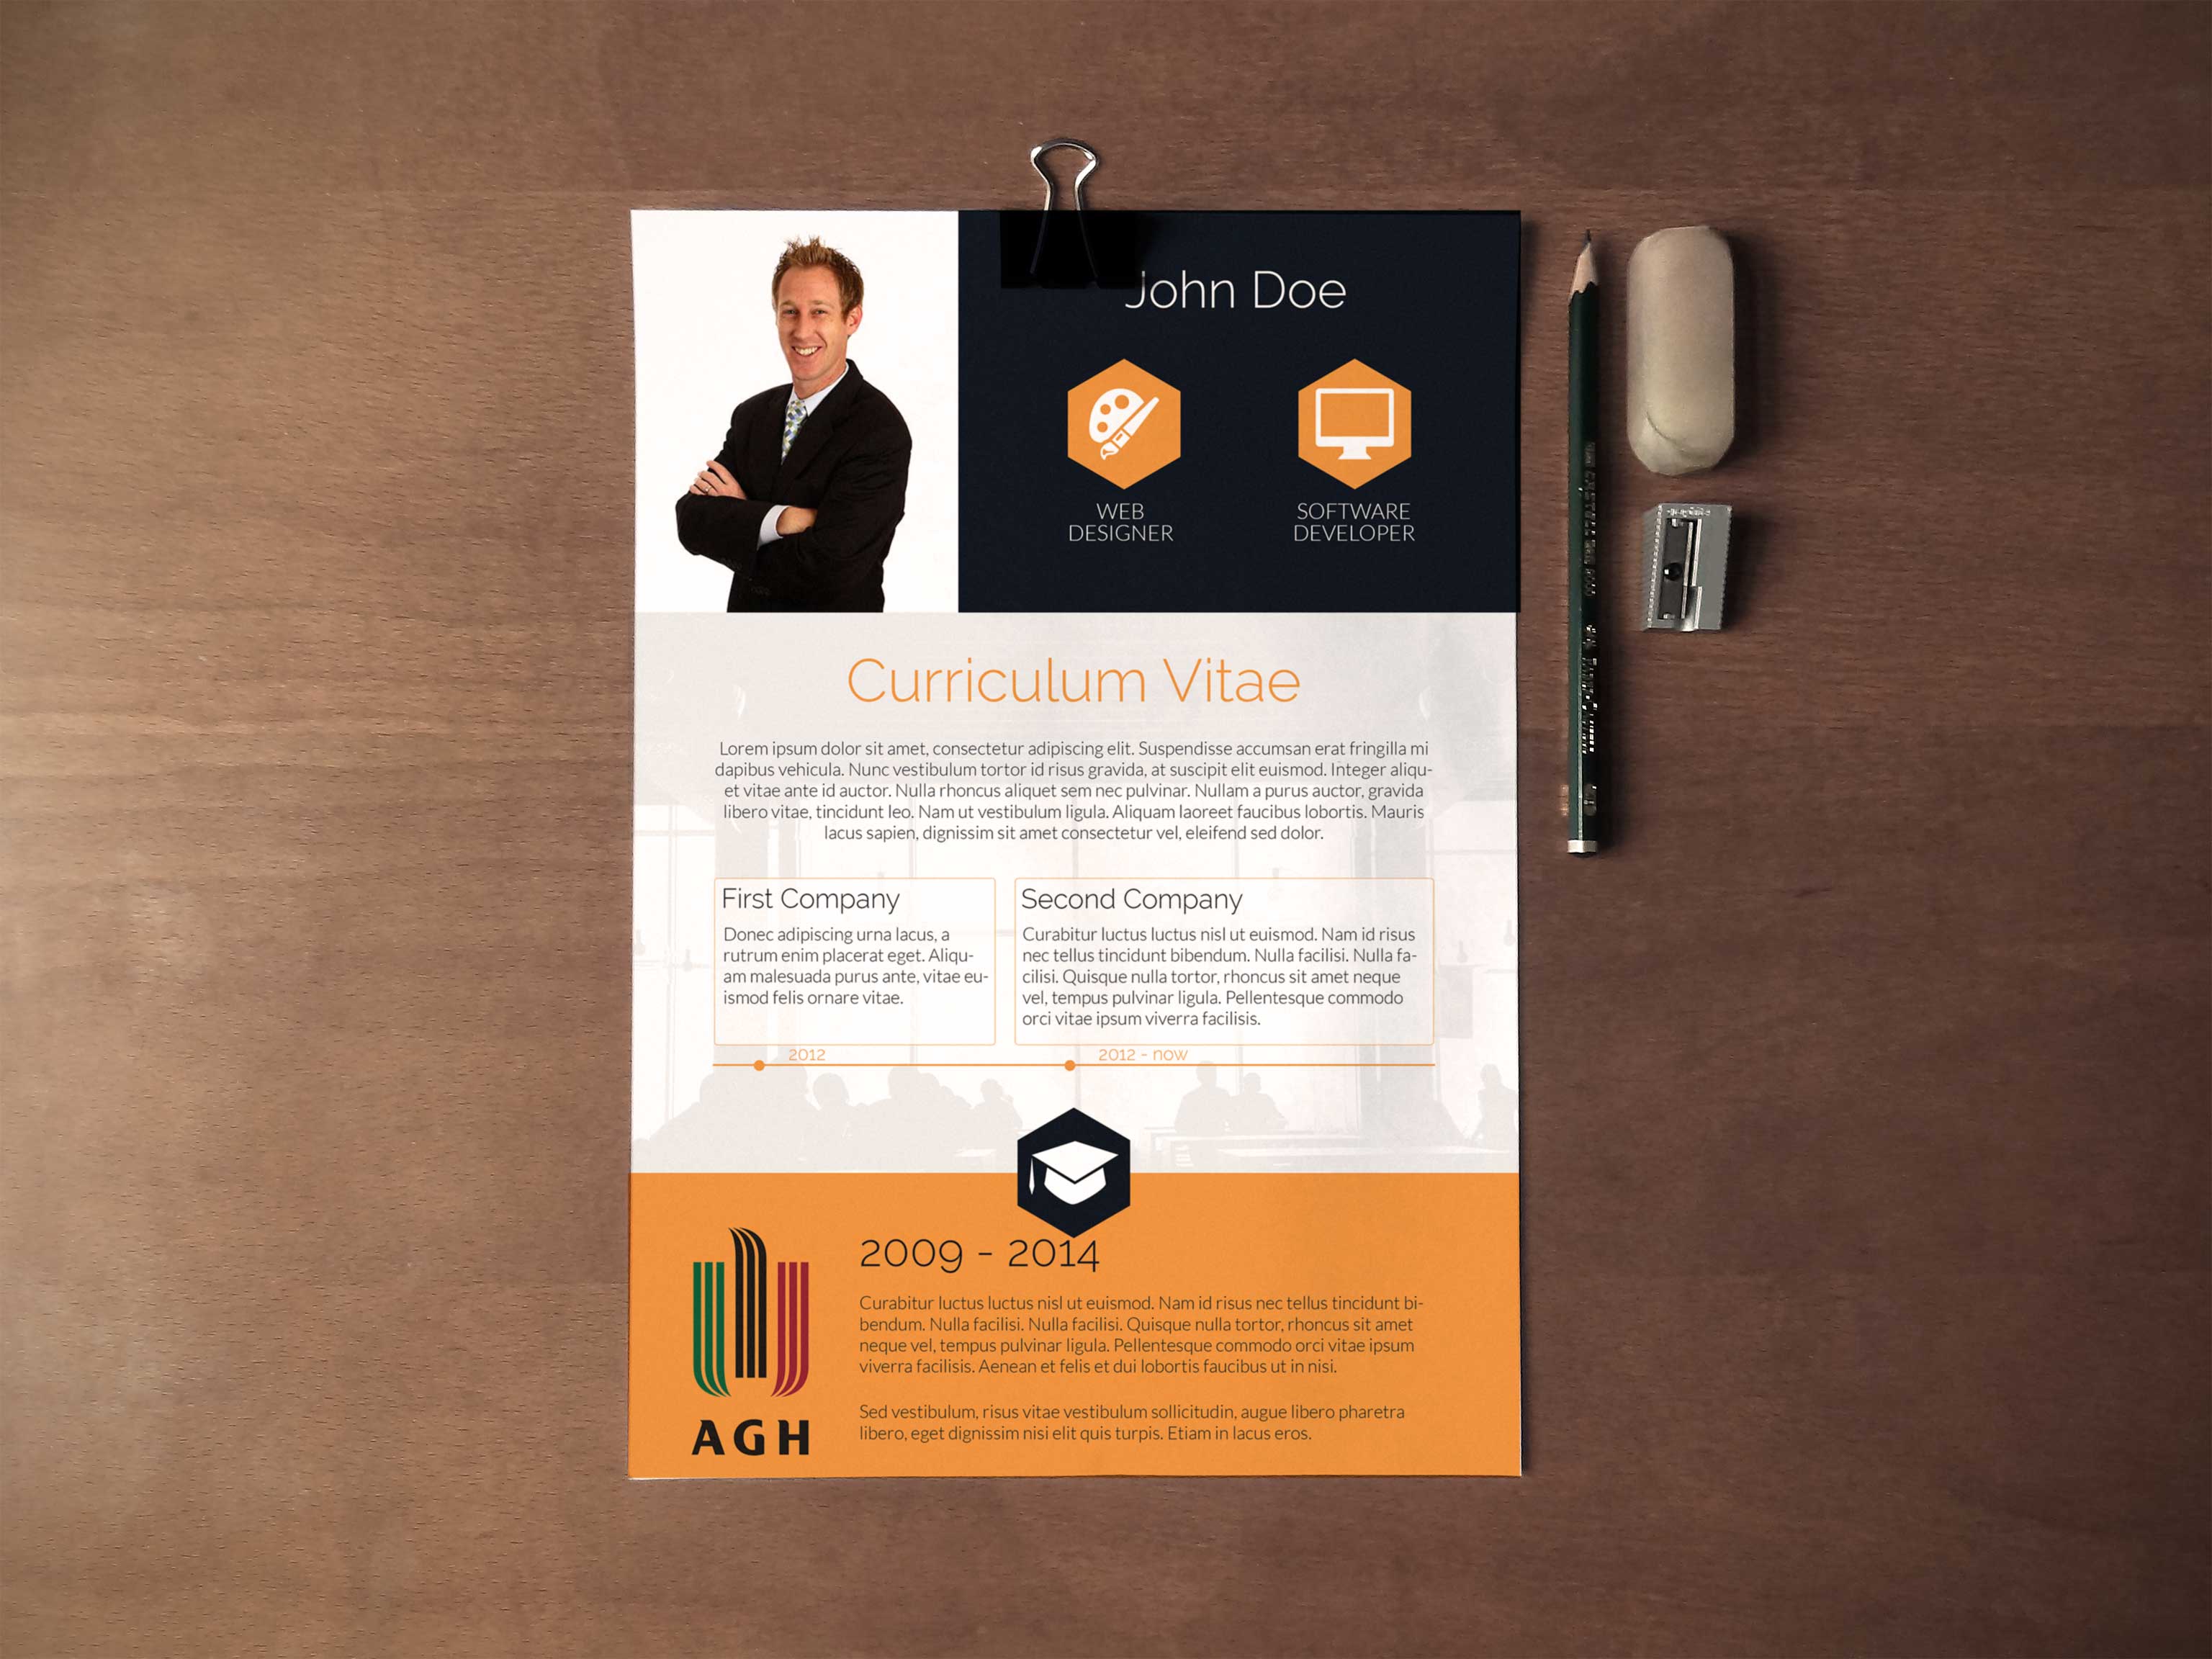 John Doe
WEB
DESIGNER
SOFTWARE
DEVELOPER
Curriculum Vitae
Lorem ipsum dolor sit amet, consectetur adipiscing elit. Suspendisse accumsan erat fringilla mi
dapibus vehicula. Nunc vestibulum tortor id risus gravida, at suscipit elit euismod. Integer aliqu-
et vitae ante id auctor. Nulla rhoncus aliquet sem nec pulvinar. Nullam a purus auctor, gravida
libero vitae, tincidunt leo. Nam ut vestibulum ligula. Aliquam laoreet faucibus lobortis. Mauris
lacus sapien, dignissim sit amet consectetur vel, eleifend sed dolor.
First Company
Donec adipiscing urna lacus, a
rutrum enim placerat eget. Aliqu-
am malesuada purus ante, vitae eu-
ismod felis ornare vitae.
2012
Second Company
Curabitur luctus luctus nisl ut euismod. Nam id risus
nec tellus tincidunt bibendum. Nulla facilisi. Nulla fa-
cilisi. Quisque nulla tortor, rhoncus sit amet neque
vel, tempus pulvinar ligula. Pellentesque commodo
orci vitae ipsum viverra facilisis.
2012 - now
AGH
2009 - 2014
Curabitur luctus luctus nisl ut euismod. Nam id risus nec tellus tincidunt bi-
bendum. Nulla facilisi. Nulla facilisi. Quisque nulla tortor, rhoncus sit amet
neque vel, tempus pulvinar ligula. Pellentesque commodo orci vitae ipsum
viverra facilisis. Aenean et felis et dui lobortis faucibus ut in nisi.
Sed vestibulum, risus vitae vestibulum sollicitudin, augue libero pharetra
libero, eget dignissim nisi elit quis turpis. Etiam in lacus eros.